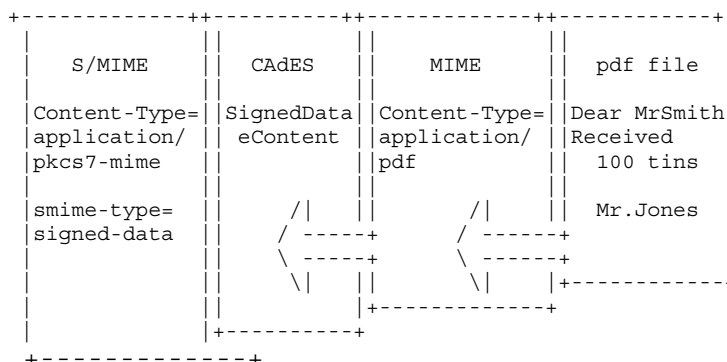 S/MIME CAdES MIME pdf file
Content-Type= SignedData Content-Type= Dear MrSmith
application/ eContent application/ Received
pkcs7-mime pdf 100 tins
smime-type= Mr.Jones
signed-data